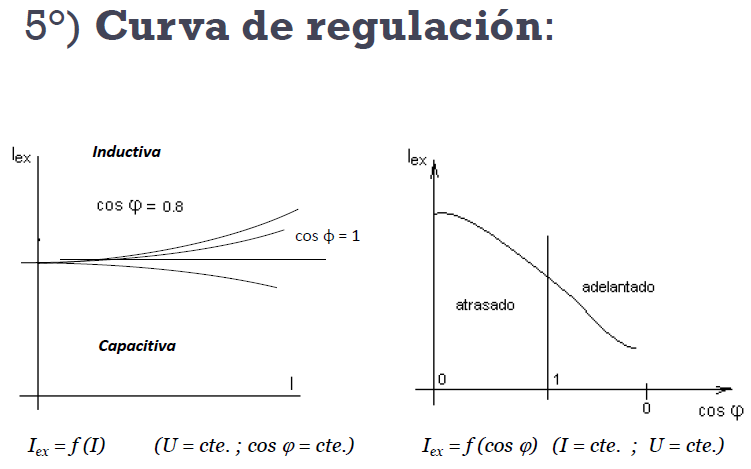 5º) Curva de regulación:
Iex
Inductiva
cos φ = 0.8
cos ϕ = 1
Capacitiva
I
Iex = f (I) (U = cte. ; cos φ = cte.)
Iex
adelantado
atrasado
0
1
0
cos φ
Iex = f (cos φ) (I = cte. ; U = cte.)